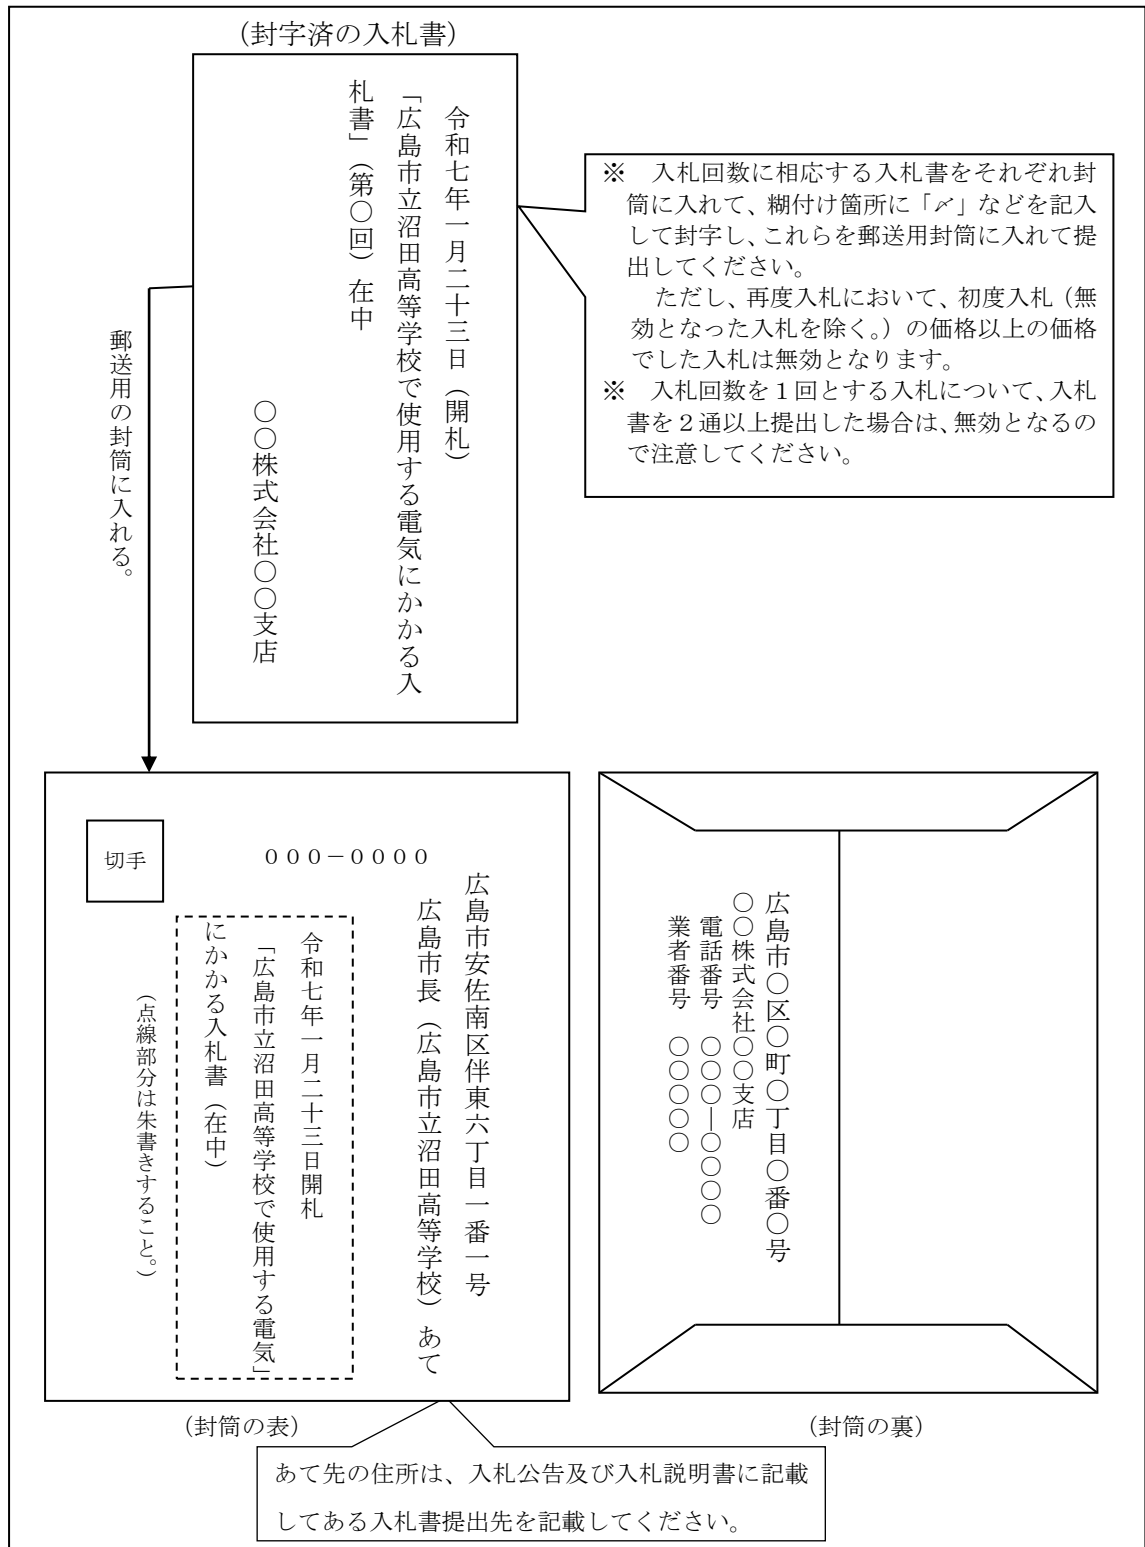 （封字済の入札書）
令和七年一月二十三日（開札）
「広島市立沼田高等学校で使用する電気にかかる入
札書」（第〇回）在中
〇〇株式会社〇〇支店
※　入札回数に相応する入札書をそれぞれ封
筒に入れて、糊付け箇所に「〆」などを記入
して封字し、これらを郵送用封筒に入れて提
出してください。
ただし、再度入札において、初度入札（無
効となった入札を除く。）の価格以上の価格
でした入札は無効となります。
※　入札回数を１回とする入札について、入札
書を２通以上提出した場合は、無効となるの
で注意してください。
郵送用の封筒に入れる。
切手
０００－００００
広島市安佐南区伴東六丁目一番一号
広島市長（広島市立沼田高等学校）あて
令和七年一月二十三日開札
「広島市立沼田高等学校で使用する電気」
にかかる入札書（在中）
（点線部分は朱書きすること。）
（封筒の表）
広島市〇区〇町〇丁目〇番〇号
〇〇株式会社〇〇支店
電話番号　〇〇〇―〇〇〇〇
業者番号　〇〇〇〇〇
（封筒の裏）
あて先の住所は、入札公告及び入札説明書に記載
してある入札書提出先を記載してください。